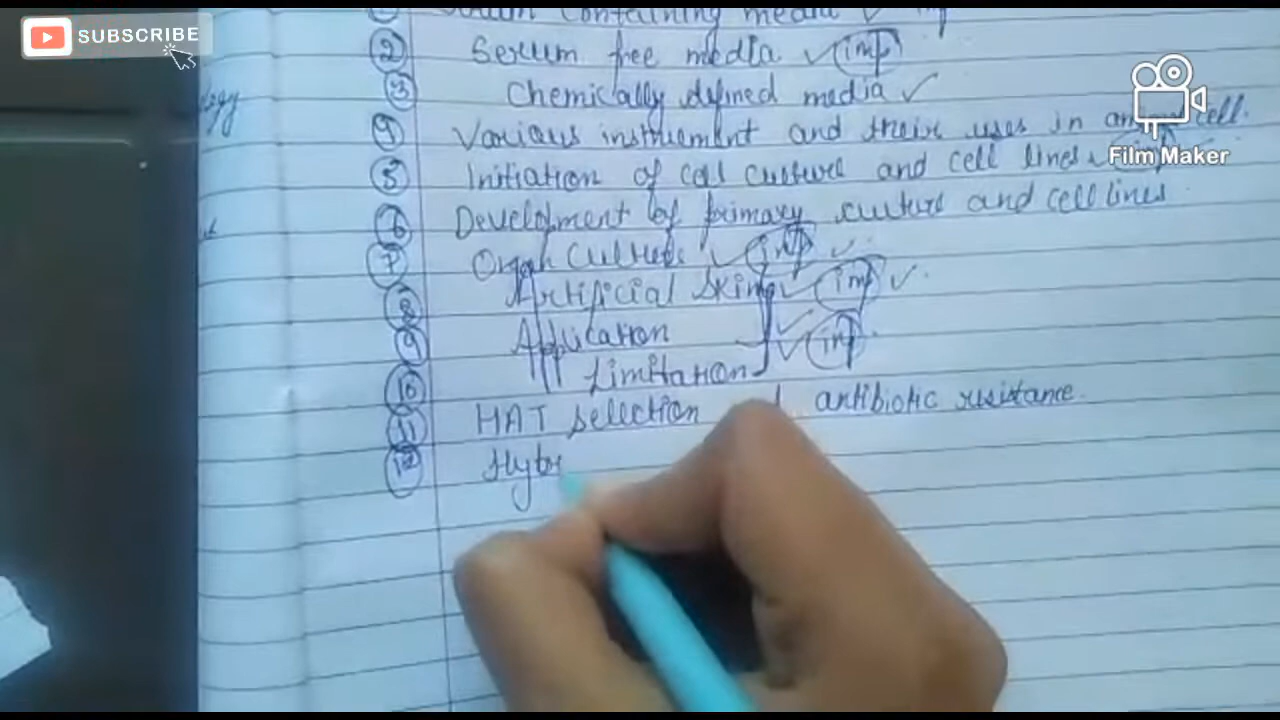 SUBSCRIBE
containing media ✓ imp
② Serum free media ✓ imp
③ Chemically defined media ✓
④ Various instruement and their uses in cell.
⑤ Initiation of cell culture and cell lines
⑥ Development of primary culture and cell lines
⑦ Organ Culture ✓ imp ✓
⑧ Artificial Skin ✓ imp ✓
⑨ Application ✓
⑩ Limitation ✓ imp
⑪ HAT selection antibiotic resistance
⑫ Hybr
Film Maker